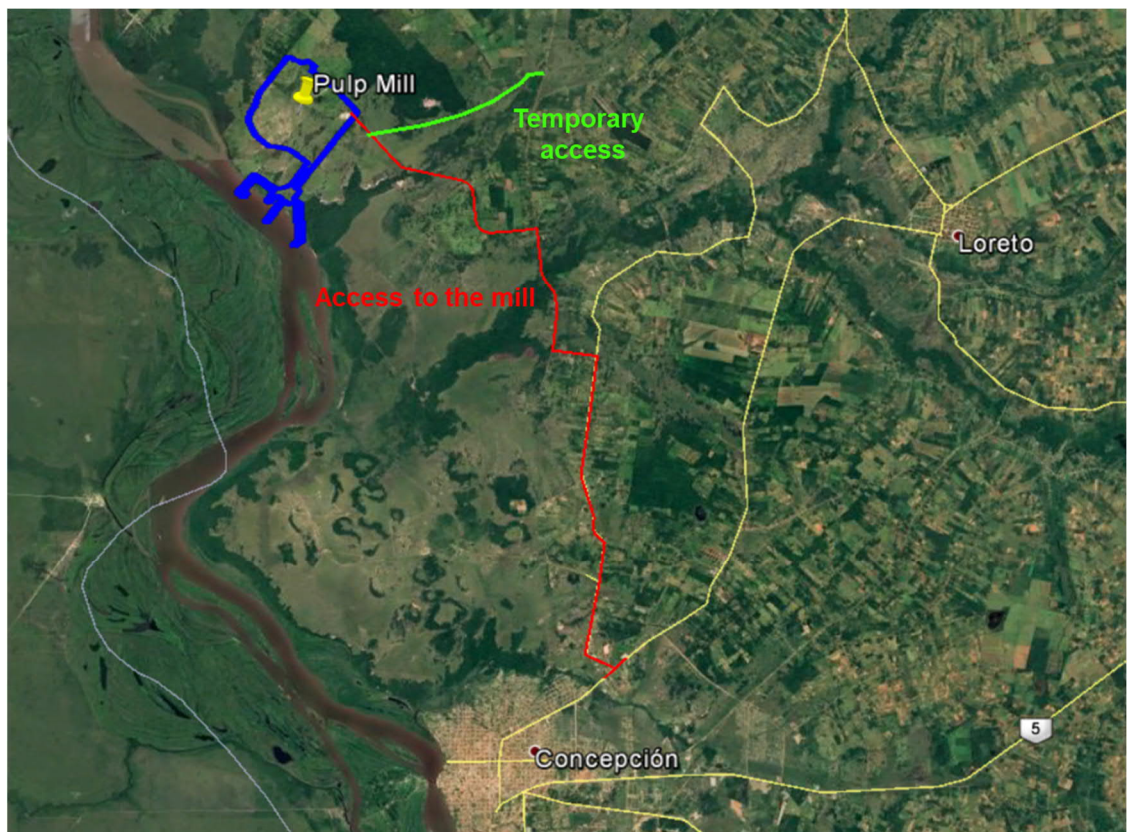 Pulp Mill
Temporary
access
Loreto
Access to the mill
5
Concepción